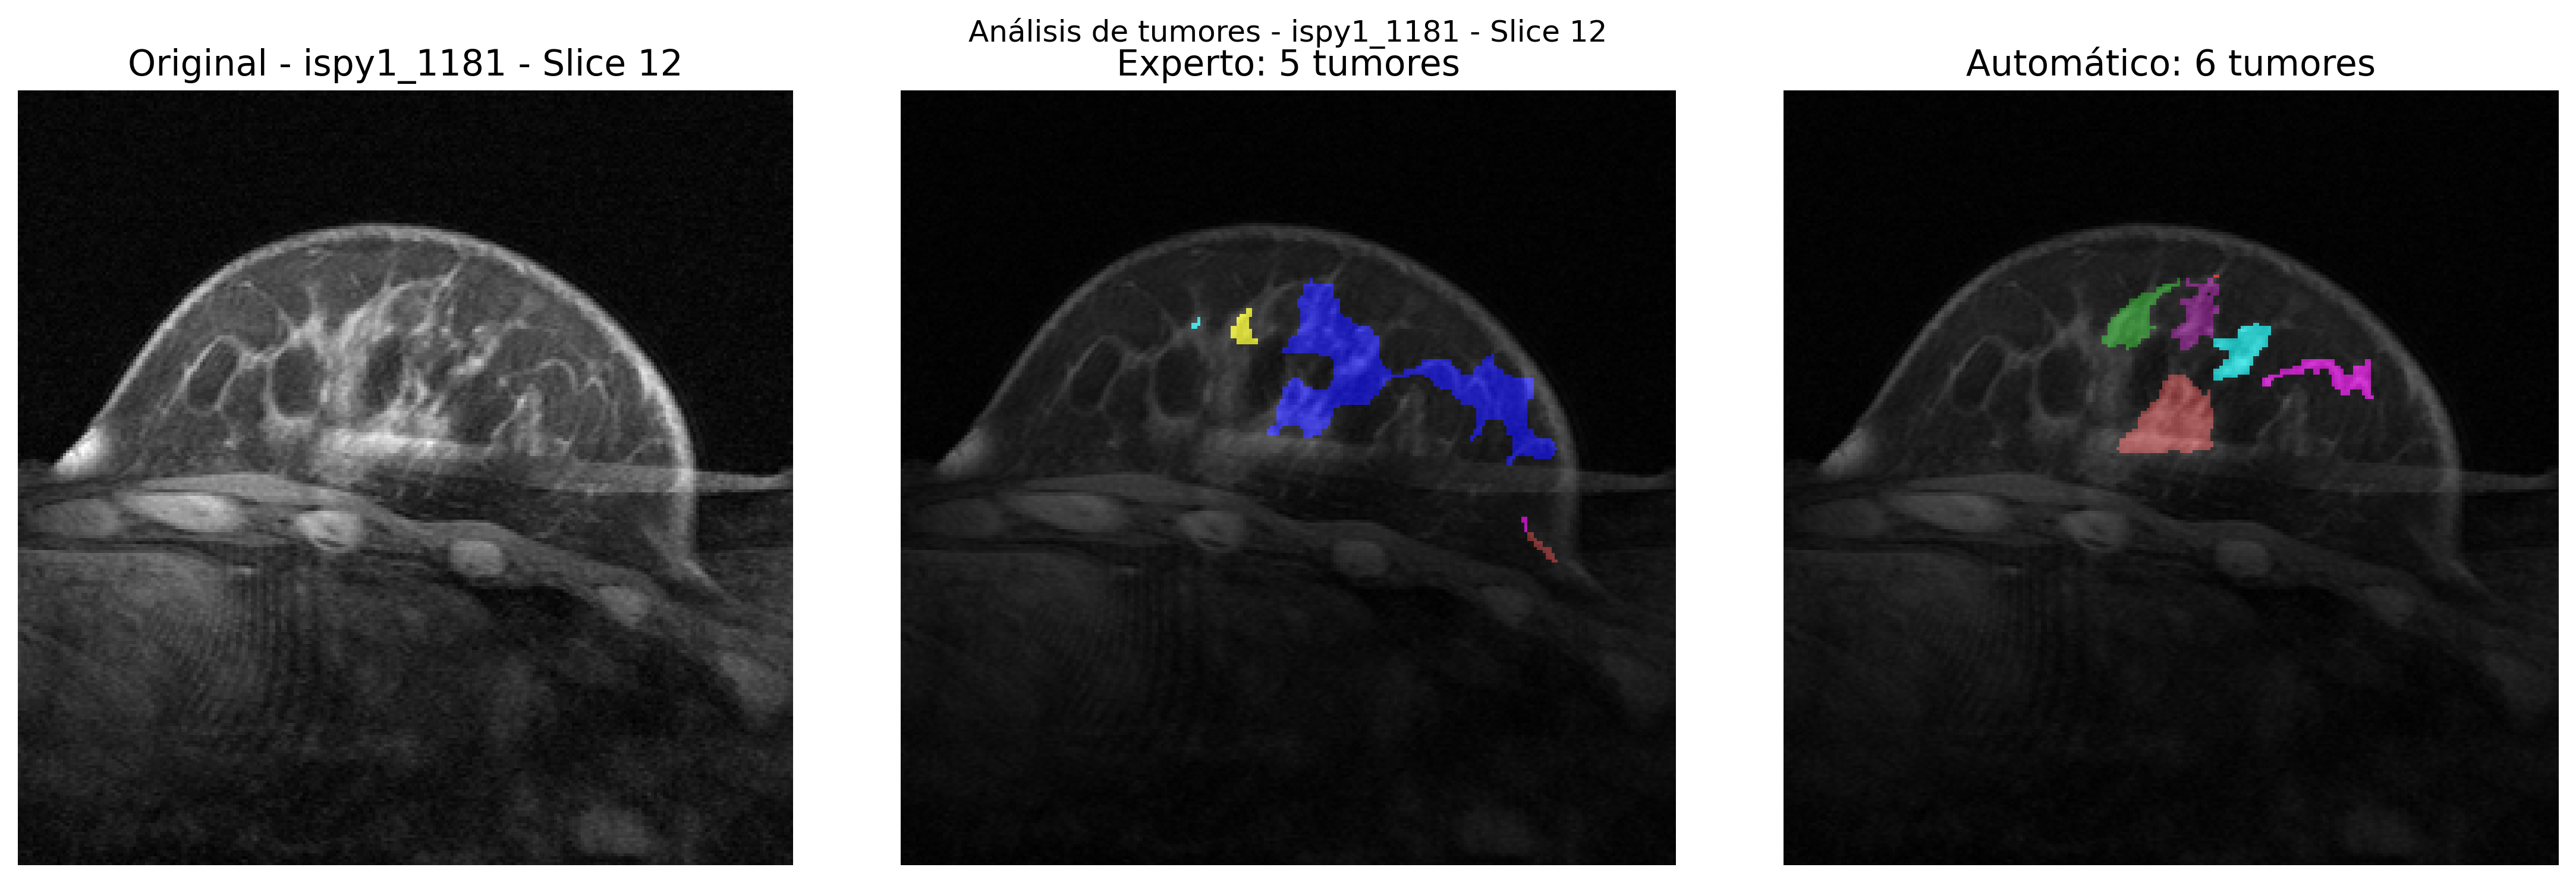 Análisis de tumores - ispy1_1181 - Slice 12
Original - ispy1_1181 - Slice 12
Experto: 5 tumores
Automático: 6 tumores